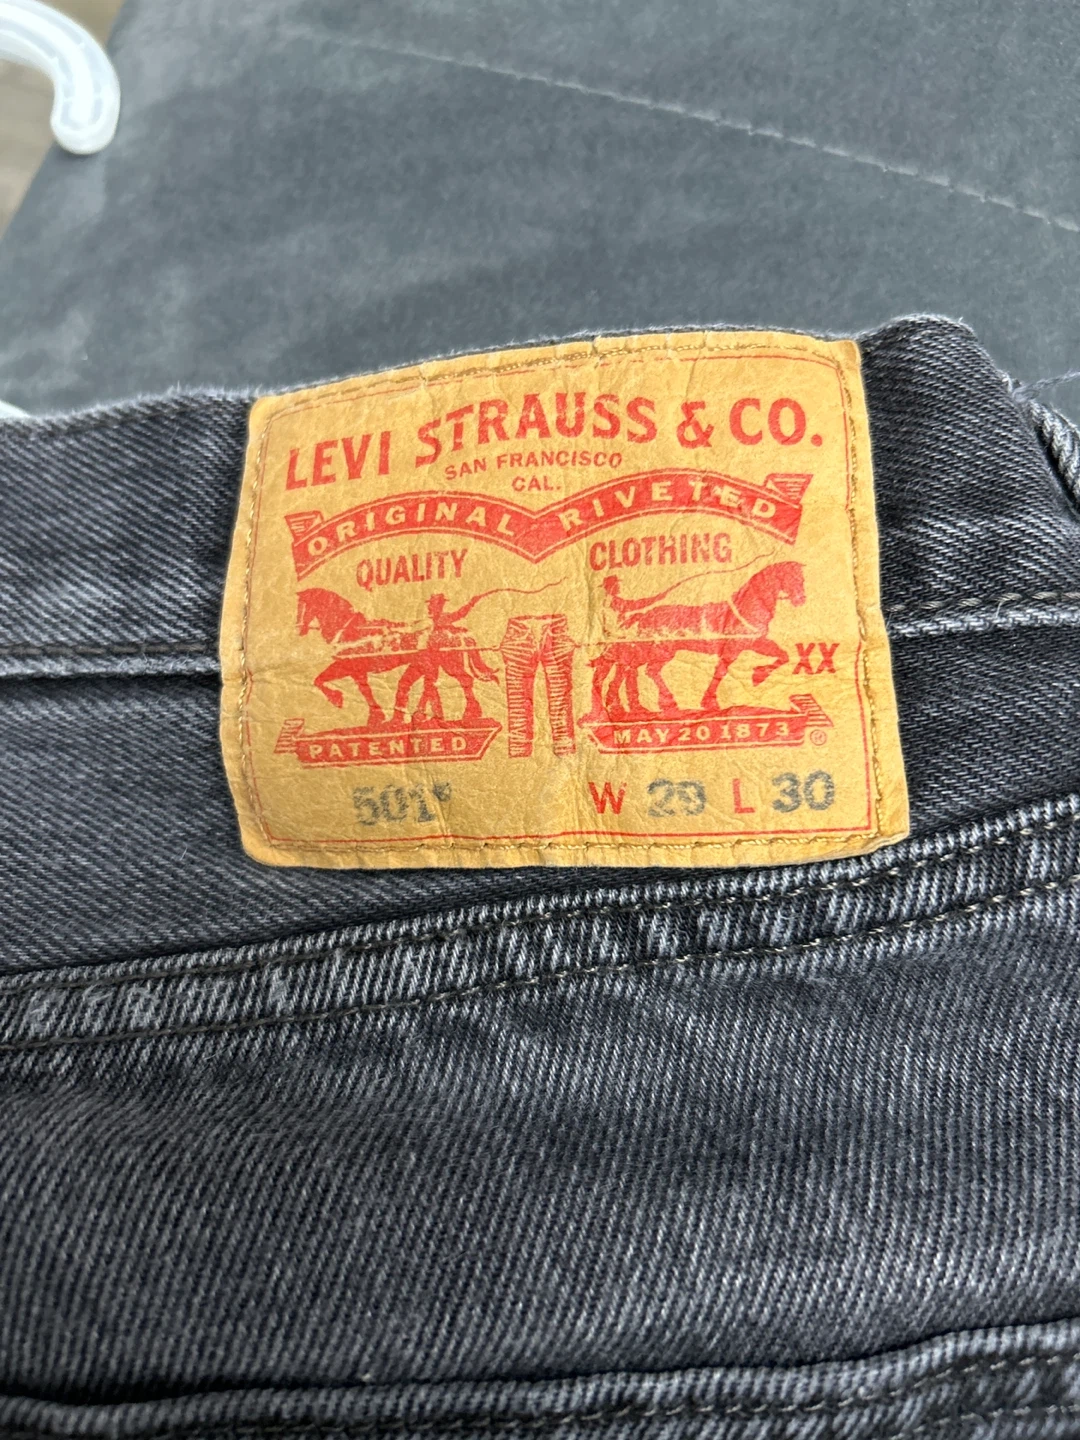 LEVI STRAUSS & CO.
SAN FRANCISCO
CAL.
ORIGINAL RIVETED
QUALITY CLOTHING
XX
PATENTED MAY 20 1873 ®
501® W 29 L 30